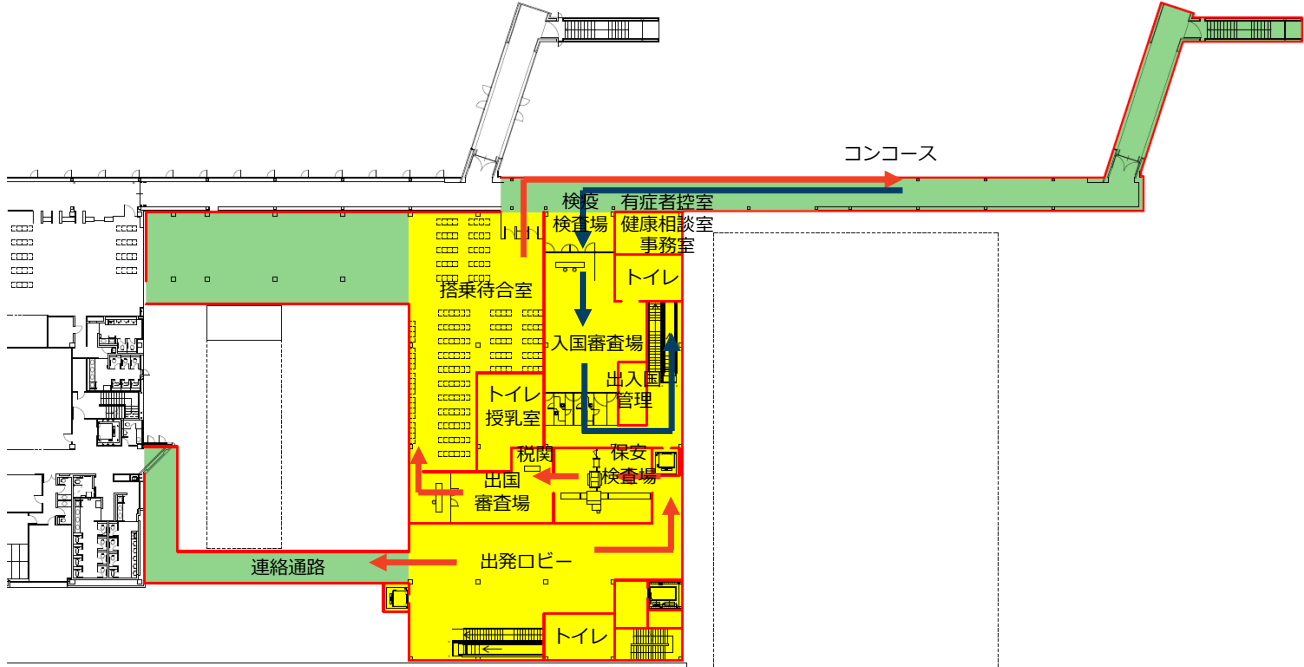 コンコース
検疫
検査場
有症者控室
健康相談室
事務室
トイレ
搭乗待合室
入国審査場
出入国
管理
トイレ
授乳室
税関
保安
検査場
出国
審査場
出発ロビー
連絡通路
トイレ